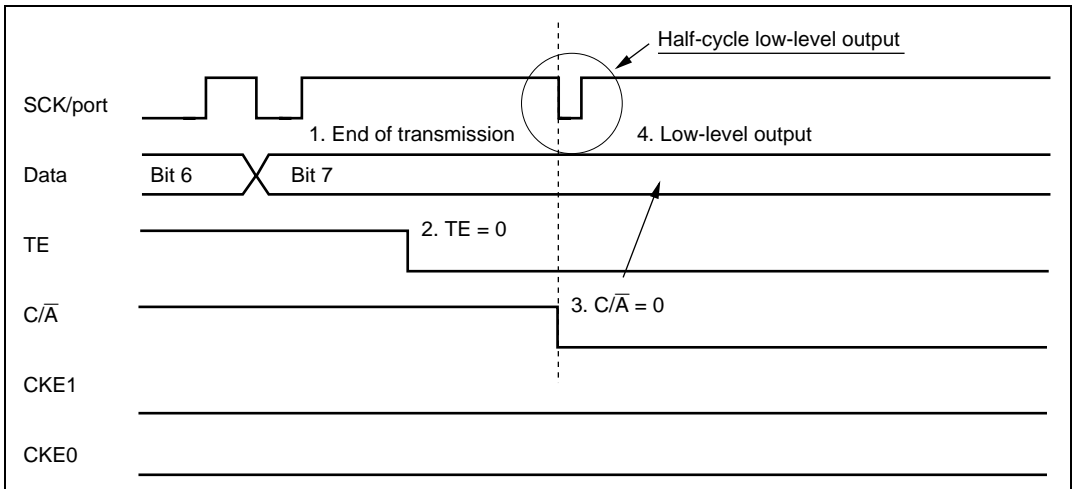 Half-cycle low-level output
SCK/port
1. End of transmission
4. Low-level output
Data
Bit 6
Bit 7
TE
2. TE = 0
C/A̅
3. C/A̅ = 0
CKE1
CKE0